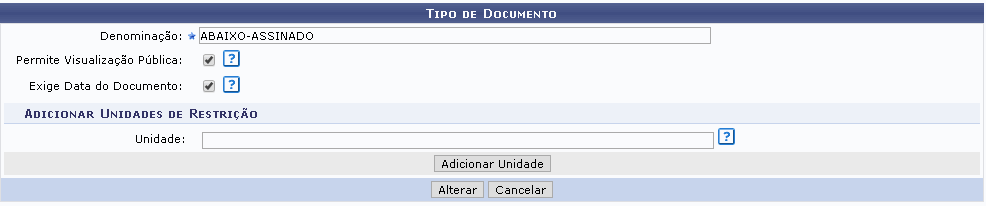 TIPO DE DOCUMENTO
Denominação: ABAIXO-ASSINADO
Permite Visualização Pública: ?
Exige Data do Documento: ?
ADICIONAR UNIDADES DE RESTRIÇÃO
Unidade: ?
Adicionar Unidade
Alterar Cancelar